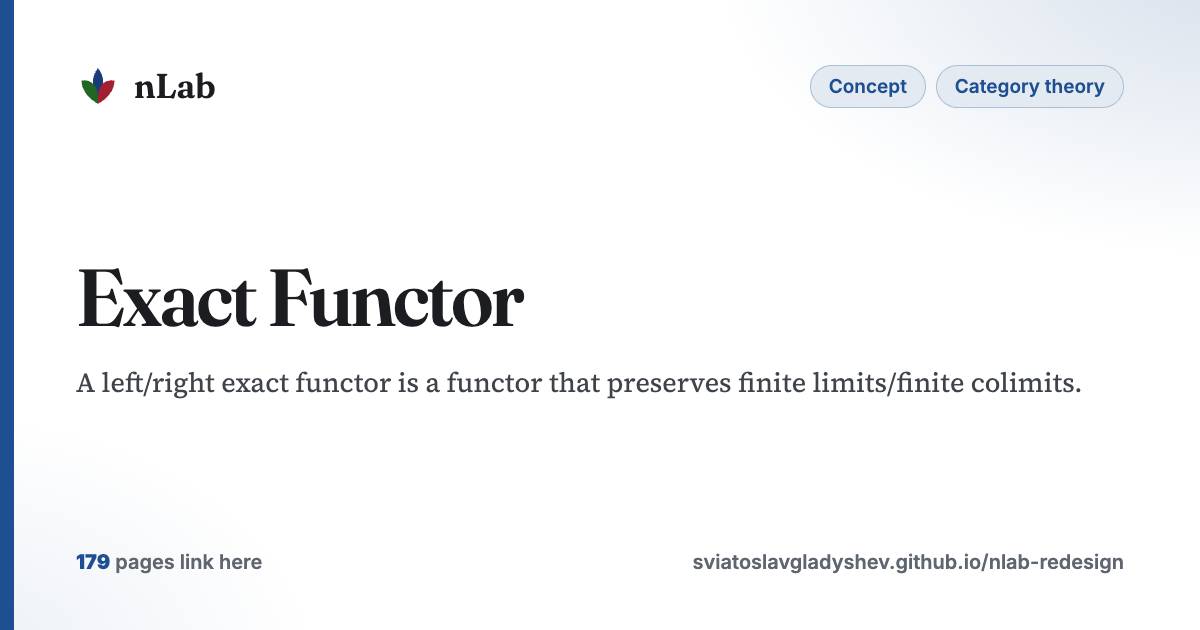 nLab
Concept
Category theory
Exact Functor
A left/right exact functor is a functor that preserves finite limits/finite colimits.
179 pages link here
sviatoslavgladyshev.github.io/nlab-redesign